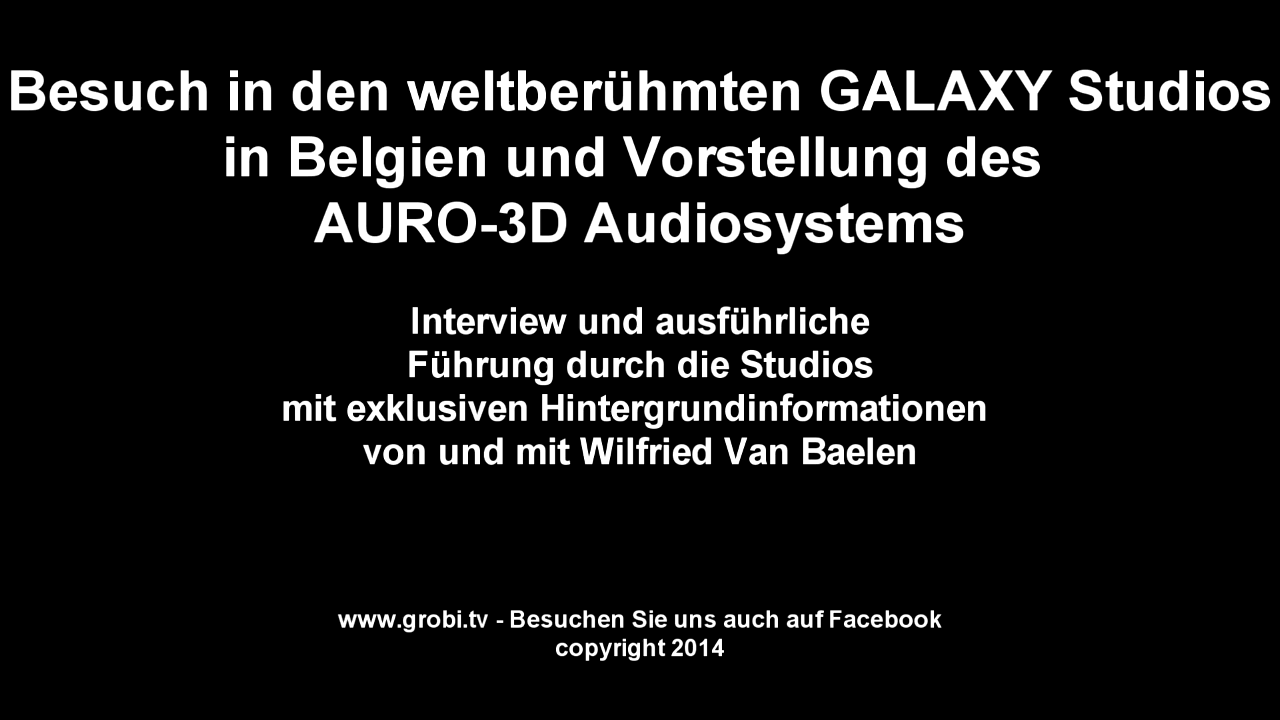 Besuch in den weltberühmten GALAXY Studios
in Belgien und Vorstellung des
AURO-3D Audiosystems
Interview und ausführliche
Führung durch die Studios
mit exklusiven Hintergrundinformationen
von und mit Wilfried Van Baelen
www.grobi.tv - Besuchen Sie uns auch auf Facebook
copyright 2014